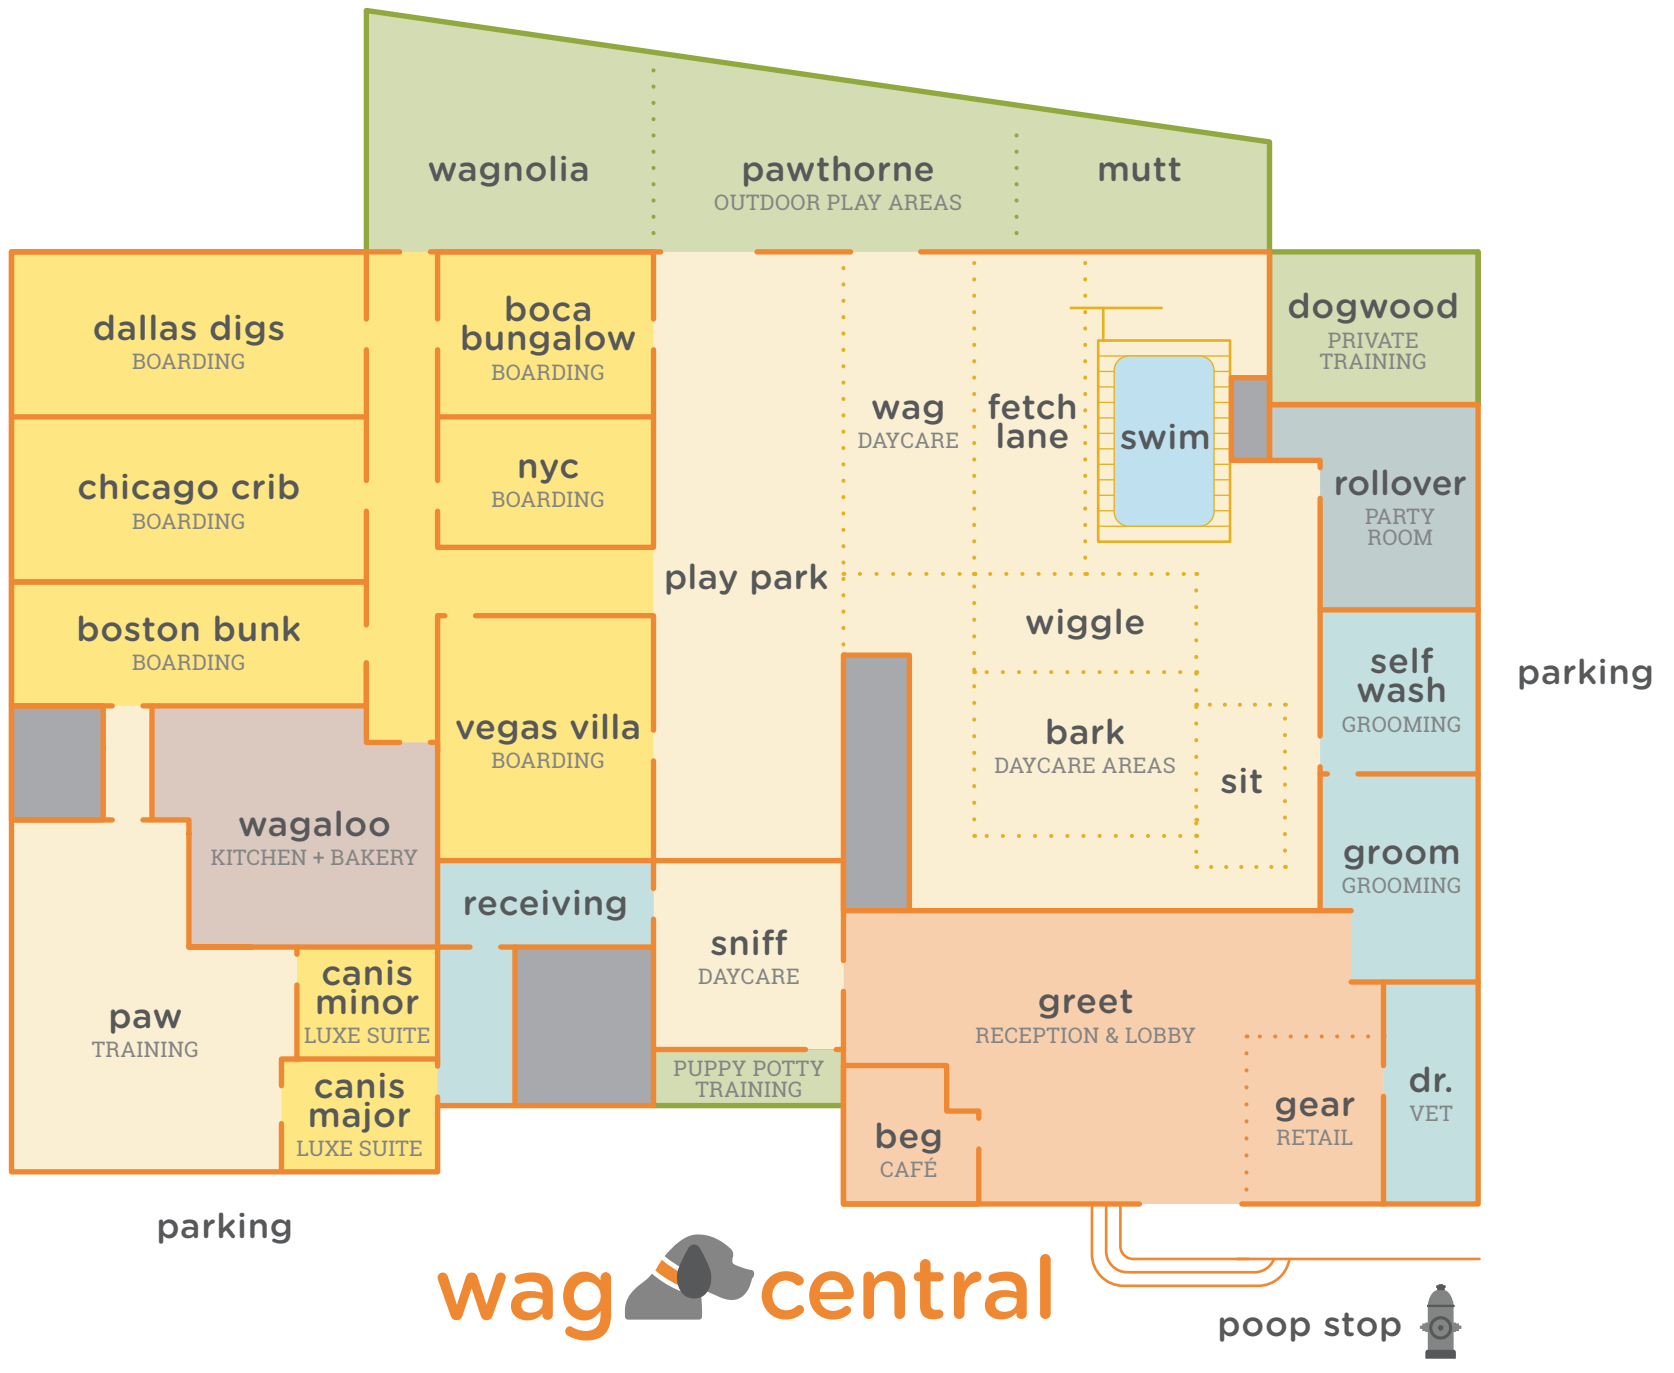 wagnolia
pawthorne
OUTDOOR PLAY AREAS
mutt
dallas digs
BOARDING
boca
bungalow
BOARDING
dogwood
PRIVATE
TRAINING
chicago crib
BOARDING
nyc
BOARDING
wag
DAYCARE
fetch
lane
swim
rollover
PARTY
ROOM
play park
boston bunk
BOARDING
wiggle
self
wash
GROOMING
parking
vegas villa
BOARDING
bark
DAYCARE AREAS
sit
wagaloo
KITCHEN + BAKERY
groom
GROOMING
receiving
sniff
DAYCARE
paw
TRAINING
canis
minor
LUXE SUITE
greet
RECEPTION & LOBBY
canis
major
LUXE SUITE
PUPPY POTTY
TRAINING
beg
CAFÉ
gear
RETAIL
dr.
VET
parking
wag central
poop stop